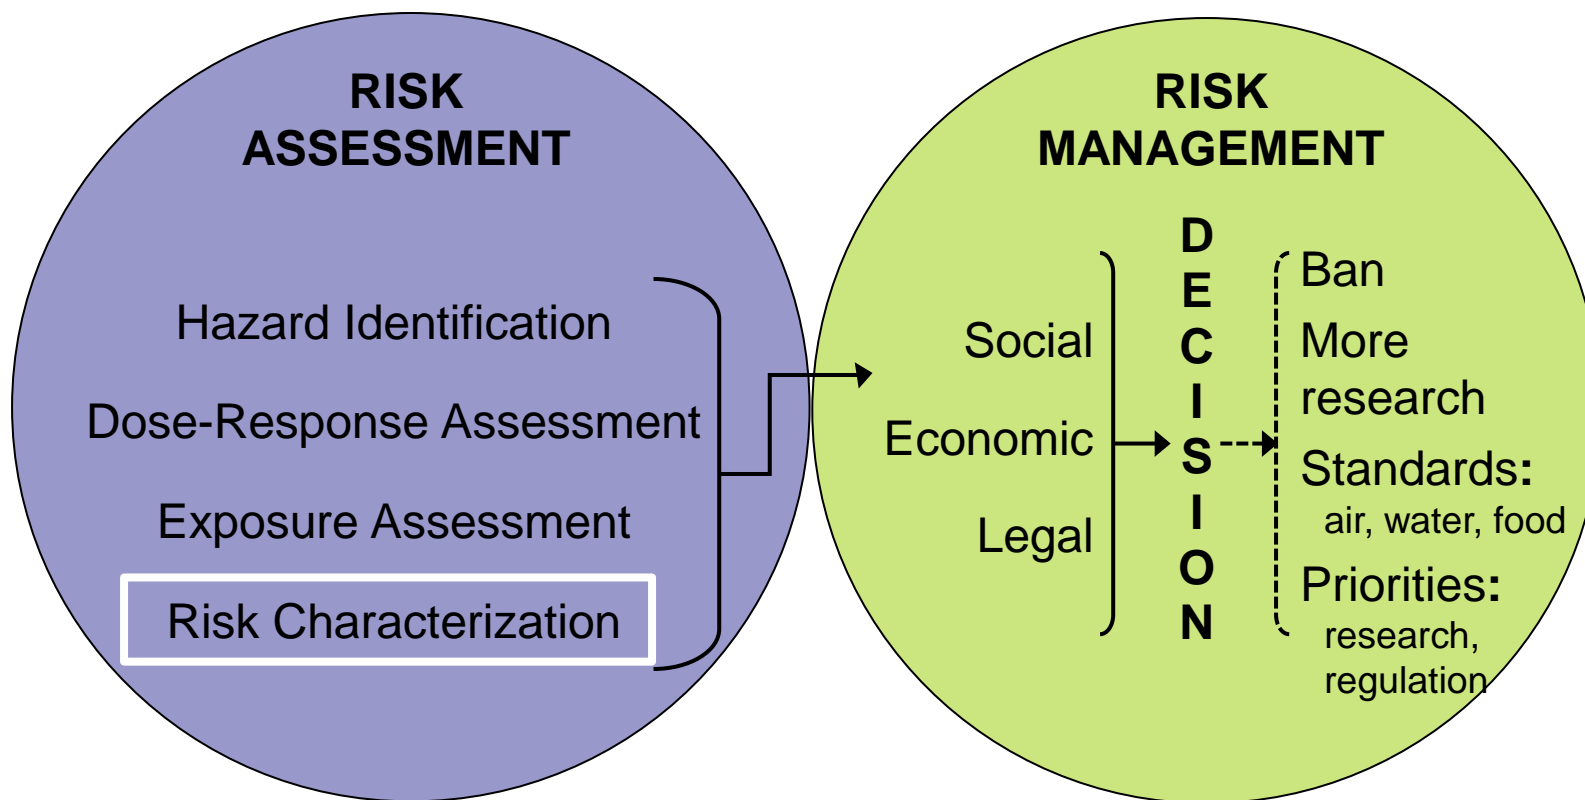 RISK
ASSESSMENT
Hazard Identification
Dose-Response Assessment
Exposure Assessment
Risk Characterization
RISK
MANAGEMENT
Social
Economic
Legal
DECISION
Ban
More
research
Standards:
air, water, food
Priorities:
research,
regulation